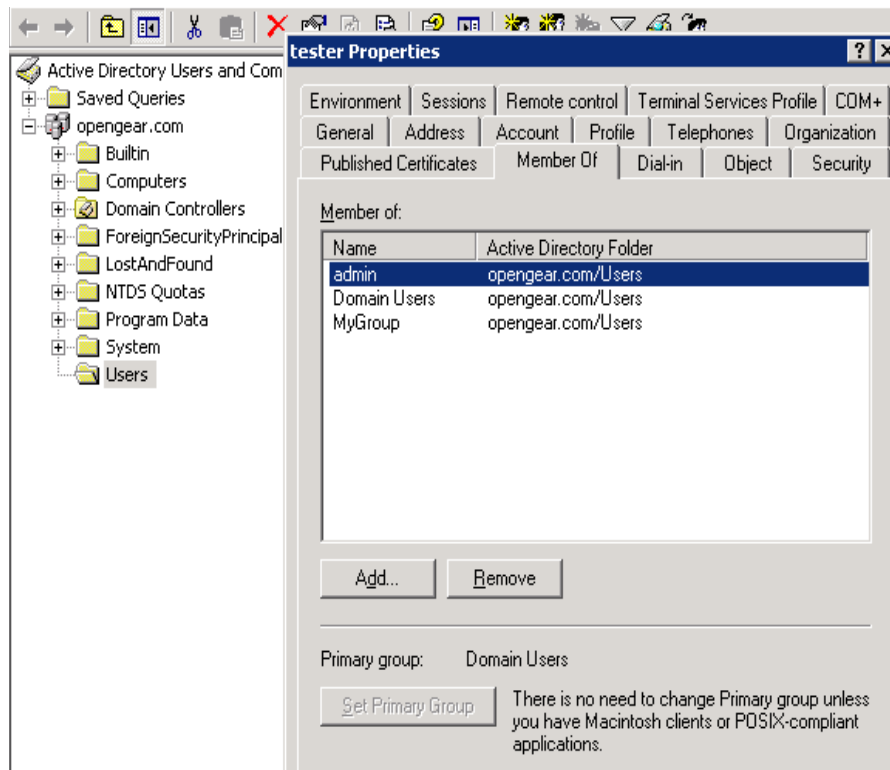 tester Properties
Active Directory Users and Com
Saved Queries
opengear.com
Builtin
Computers
Domain Controllers
ForeignSecurityPrincipal
LostAndFound
NTDS Quotas
Program Data
System
Users
Environment Sessions Remote control Terminal Services Profile COM+
General Address Account Profile Telephones Organization
Published Certificates Member Of Dial-in Object Security
Member of:
Name Active Directory Folder
admin opengear.com/Users
Domain Users opengear.com/Users
MyGroup opengear.com/Users
Add... Remove
Primary group: Domain Users
Set Primary Group
There is no need to change Primary group unless
you have Macintosh clients or POSIX-compliant
applications.